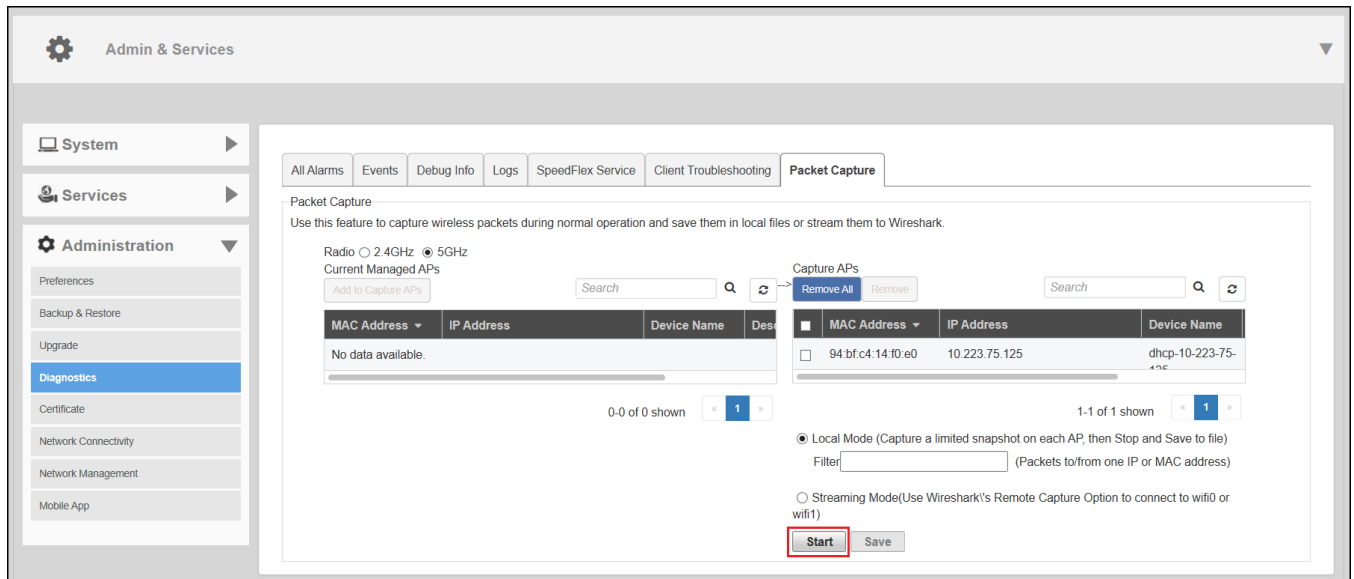 Admin & Services
System
Services
Administration
Preferences
Backup & Restore
Upgrade
Diagnostics
Certificate
Network Connectivity
Network Management
Mobile App
All Alarms Events Debug Info Logs SpeedFlex Service Client Troubleshooting Packet Capture
Packet Capture
Use this feature to capture wireless packets during normal operation and save them in local files or stream them to Wireshark.
Radio 2.4GHz 5GHz
Current Managed APs
Add to Capture APs Search
MAC Address IP Address Device Name Desc
No data available.
0-0 of 0 shown « 1 »
-->
Capture APs
Remove All Remove Search
MAC Address IP Address Device Name
94:bf:c4:14:f0:e0 10.223.75.125 dhcp-10-223-75-
125
1-1 of 1 shown « 1 »
Local Mode (Capture a limited snapshot on each AP, then Stop and Save to file)
Filter (Packets to/from one IP or MAC address)
Streaming Mode(Use Wireshark\'s Remote Capture Option to connect to wifi0 or
wifi1)
Start Save